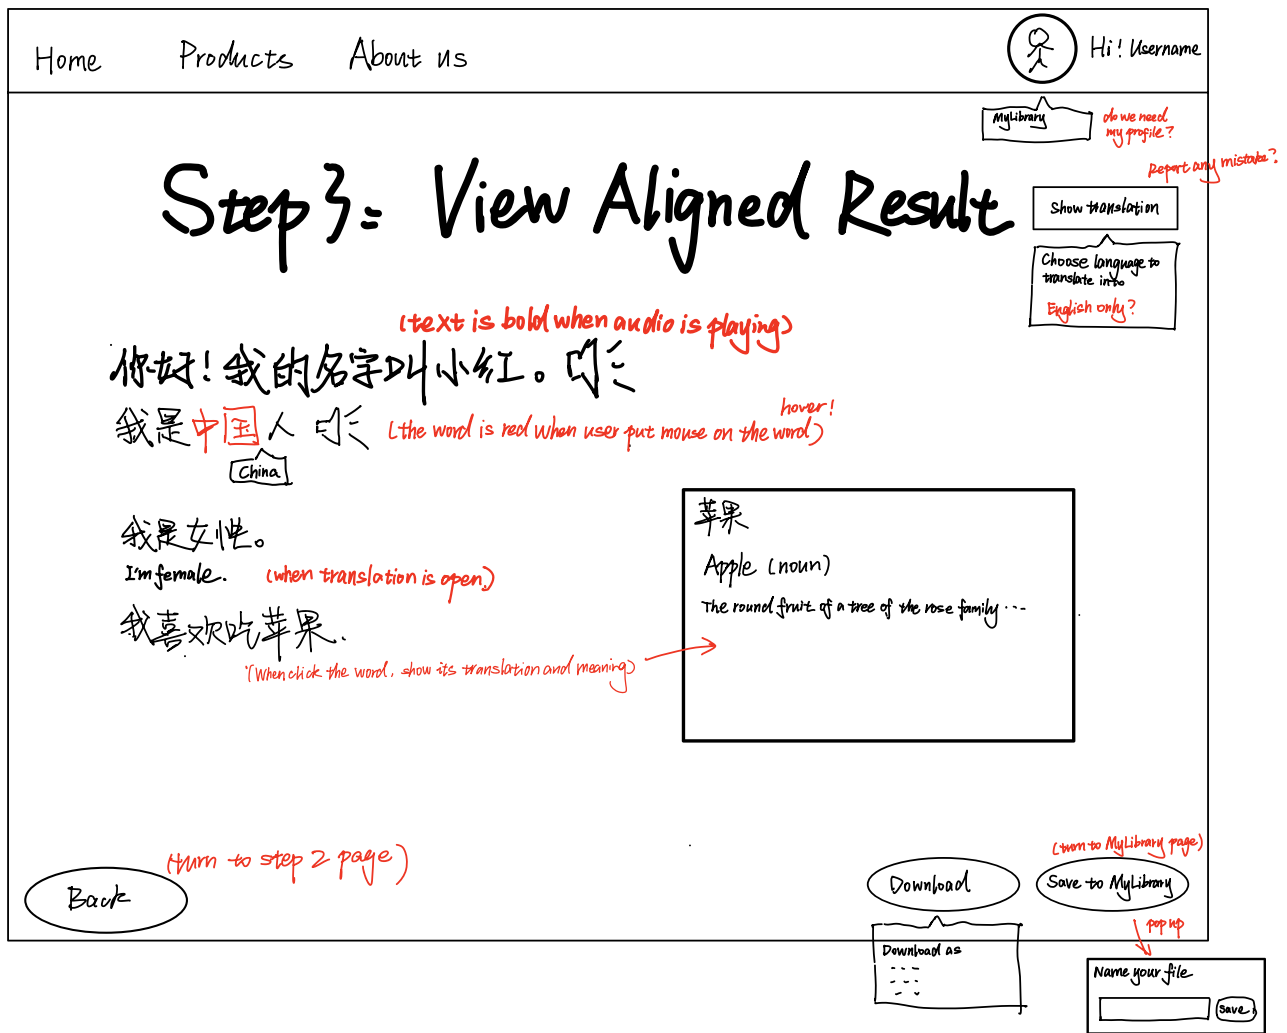 Home Products About us Hi! Username
MyLibrary
do we need
my profile?
Report any mistake?
Step 3: View Aligned Result
Show translation
Choose language to
translate into
English only?
(text is bold when audio is playing)
你好!我的名字叫小红。
我是中国人
hover!
(the word is red when user put mouse on the word)
China
我是女性。
I'm female.
(when translation is open.)
我喜欢吃苹果.
(When click the word, show its translation and meaning)
苹果
Apple (noun)
The round fruit of a tree of the rose family ...
(turn to step 2 page)
Back
Download
Download as
(turn to MyLibrary page)
Save to MyLibrary
pop up
Name your file
Save